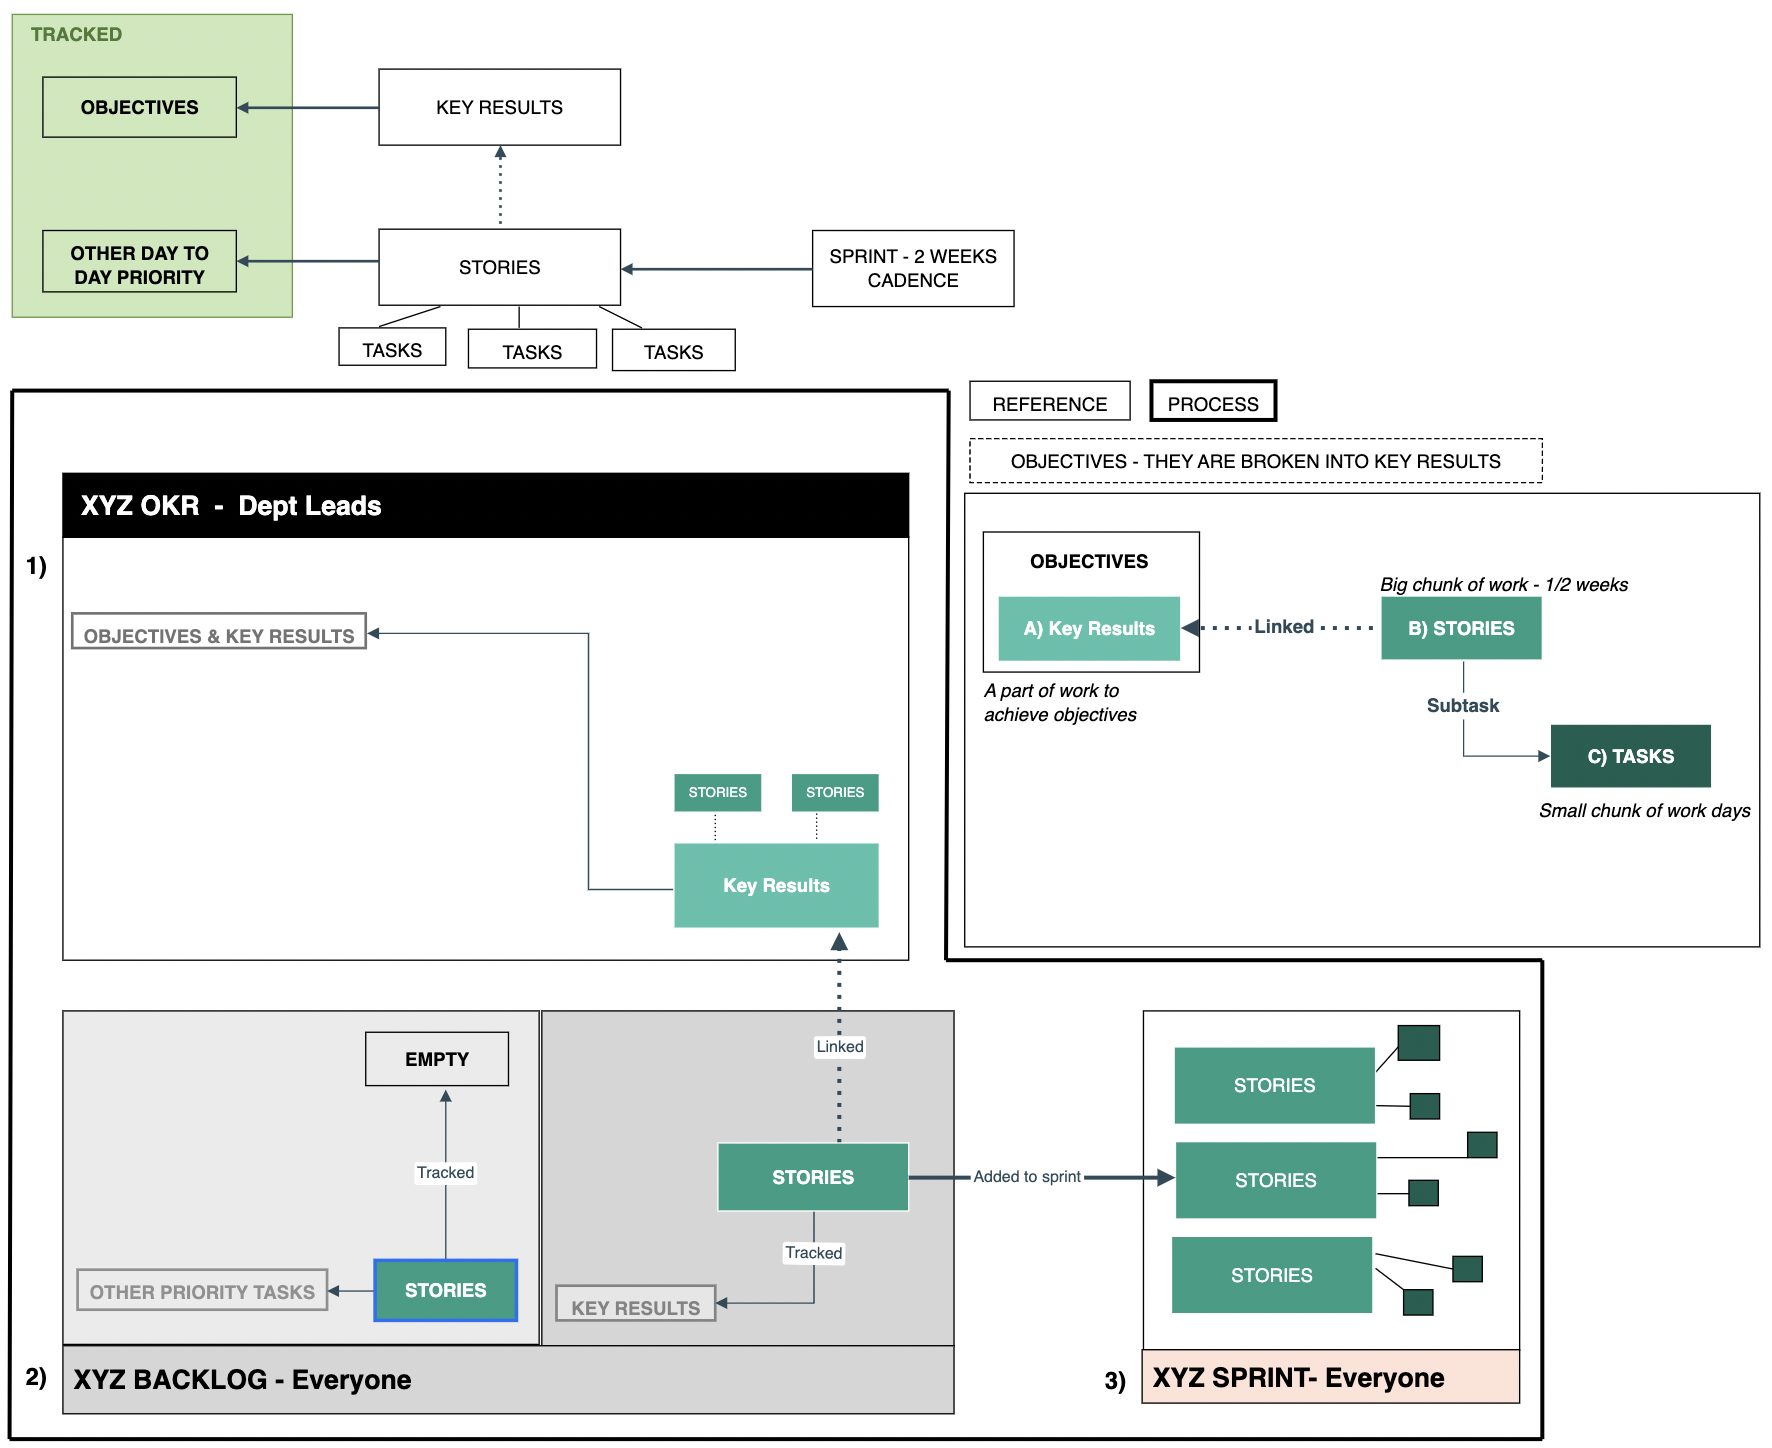 TRACKED
OBJECTIVES
KEY RESULTS
OTHER DAY TO
DAY PRIORITY
STORIES
SPRINT - 2 WEEKS
CADENCE
TASKS
TASKS
TASKS
REFERENCE
PROCESS
OBJECTIVES - THEY ARE BROKEN INTO KEY RESULTS
XYZ OKR - Dept Leads
1)
OBJECTIVES & KEY RESULTS
STORIES
STORIES
Key Results
OBJECTIVES
A) Key Results
A part of work to
achieve objectives
Linked
Big chunk of work - 1/2 weeks
B) STORIES
Subtask
C) TASKS
Small chunk of work days
EMPTY
Tracked
OTHER PRIORITY TASKS
STORIES
Linked
STORIES
Added to sprint
Tracked
KEY RESULTS
2)
XYZ BACKLOG - Everyone
STORIES
STORIES
STORIES
3)
XYZ SPRINT- Everyone